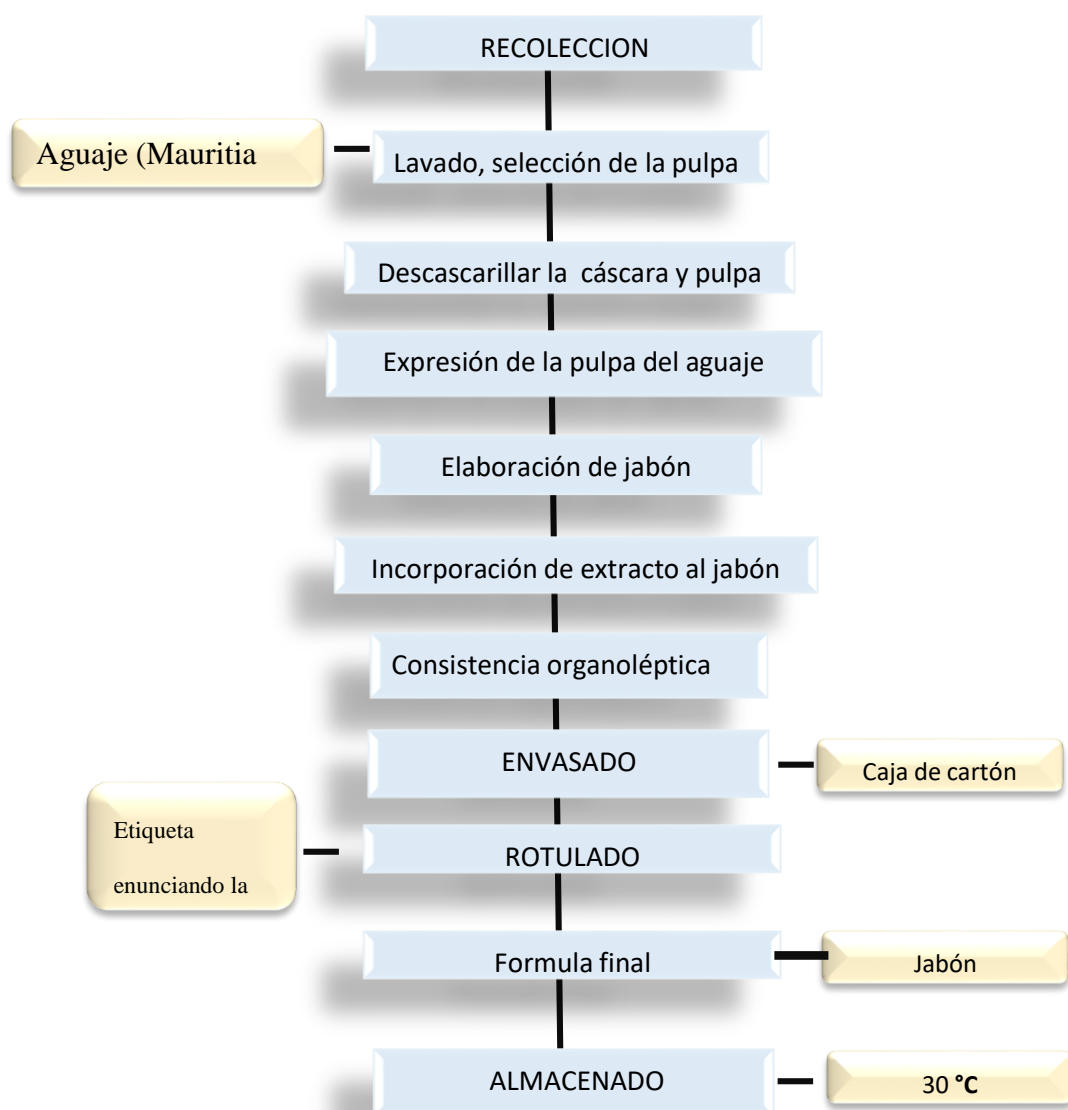 RECOLECCION
Aguaje (Mauritia
Lavado, selección de la pulpa
Descascarillar la cáscara y pulpa
Expresión de la pulpa del aguaje
Elaboración de jabón
Incorporación de extracto al jabón
Consistencia organoléptica
ENVASADO
Caja de cartón
Etiqueta
enunciando la
ROTULADO
Formula final
Jabón
ALMACENADO
30 °C